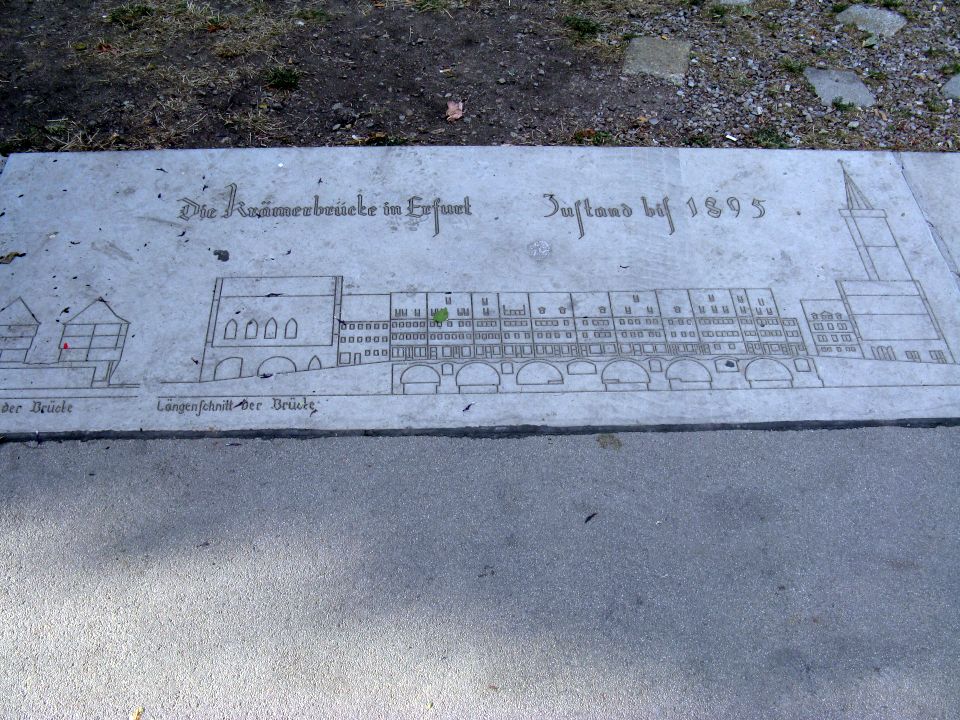 Die Krämerbrücke in Erfurt Zustand bis 1895
der Brücke
Längenschnitt der Brücke